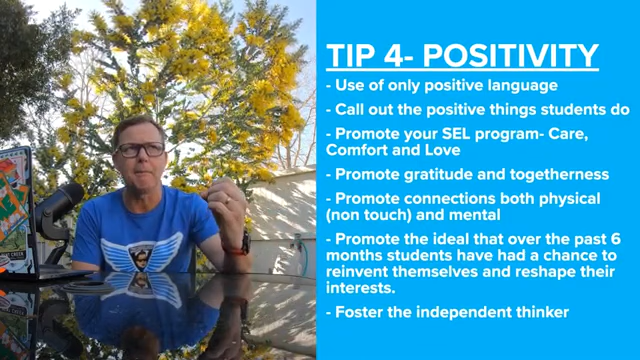 TIP 4- POSITIVITY
- Use of only positive language
- Call out the positive things students do
- Promote your SEL program- Care,
Comfort and Love
- Promote gratitude and togetherness
- Promote connections both physical
(non touch) and mental
- Promote the ideal that over the past 6
months students have had a chance to
reinvent themselves and reshape their
interests.
- Foster the independent thinker